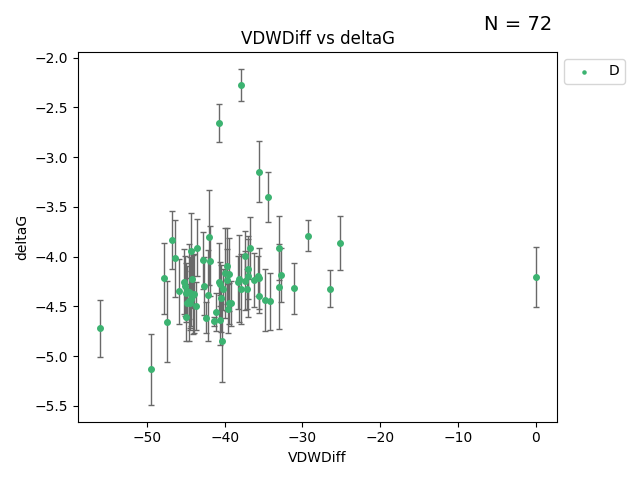 N = 72
VDWDiff vs deltaG
D
−2.0
−2.5
−3.0
−3.5
−4.0
−4.5
−5.0
−5.5
deltaG
−50 −40 −30 −20 −10 0
VDWDiff